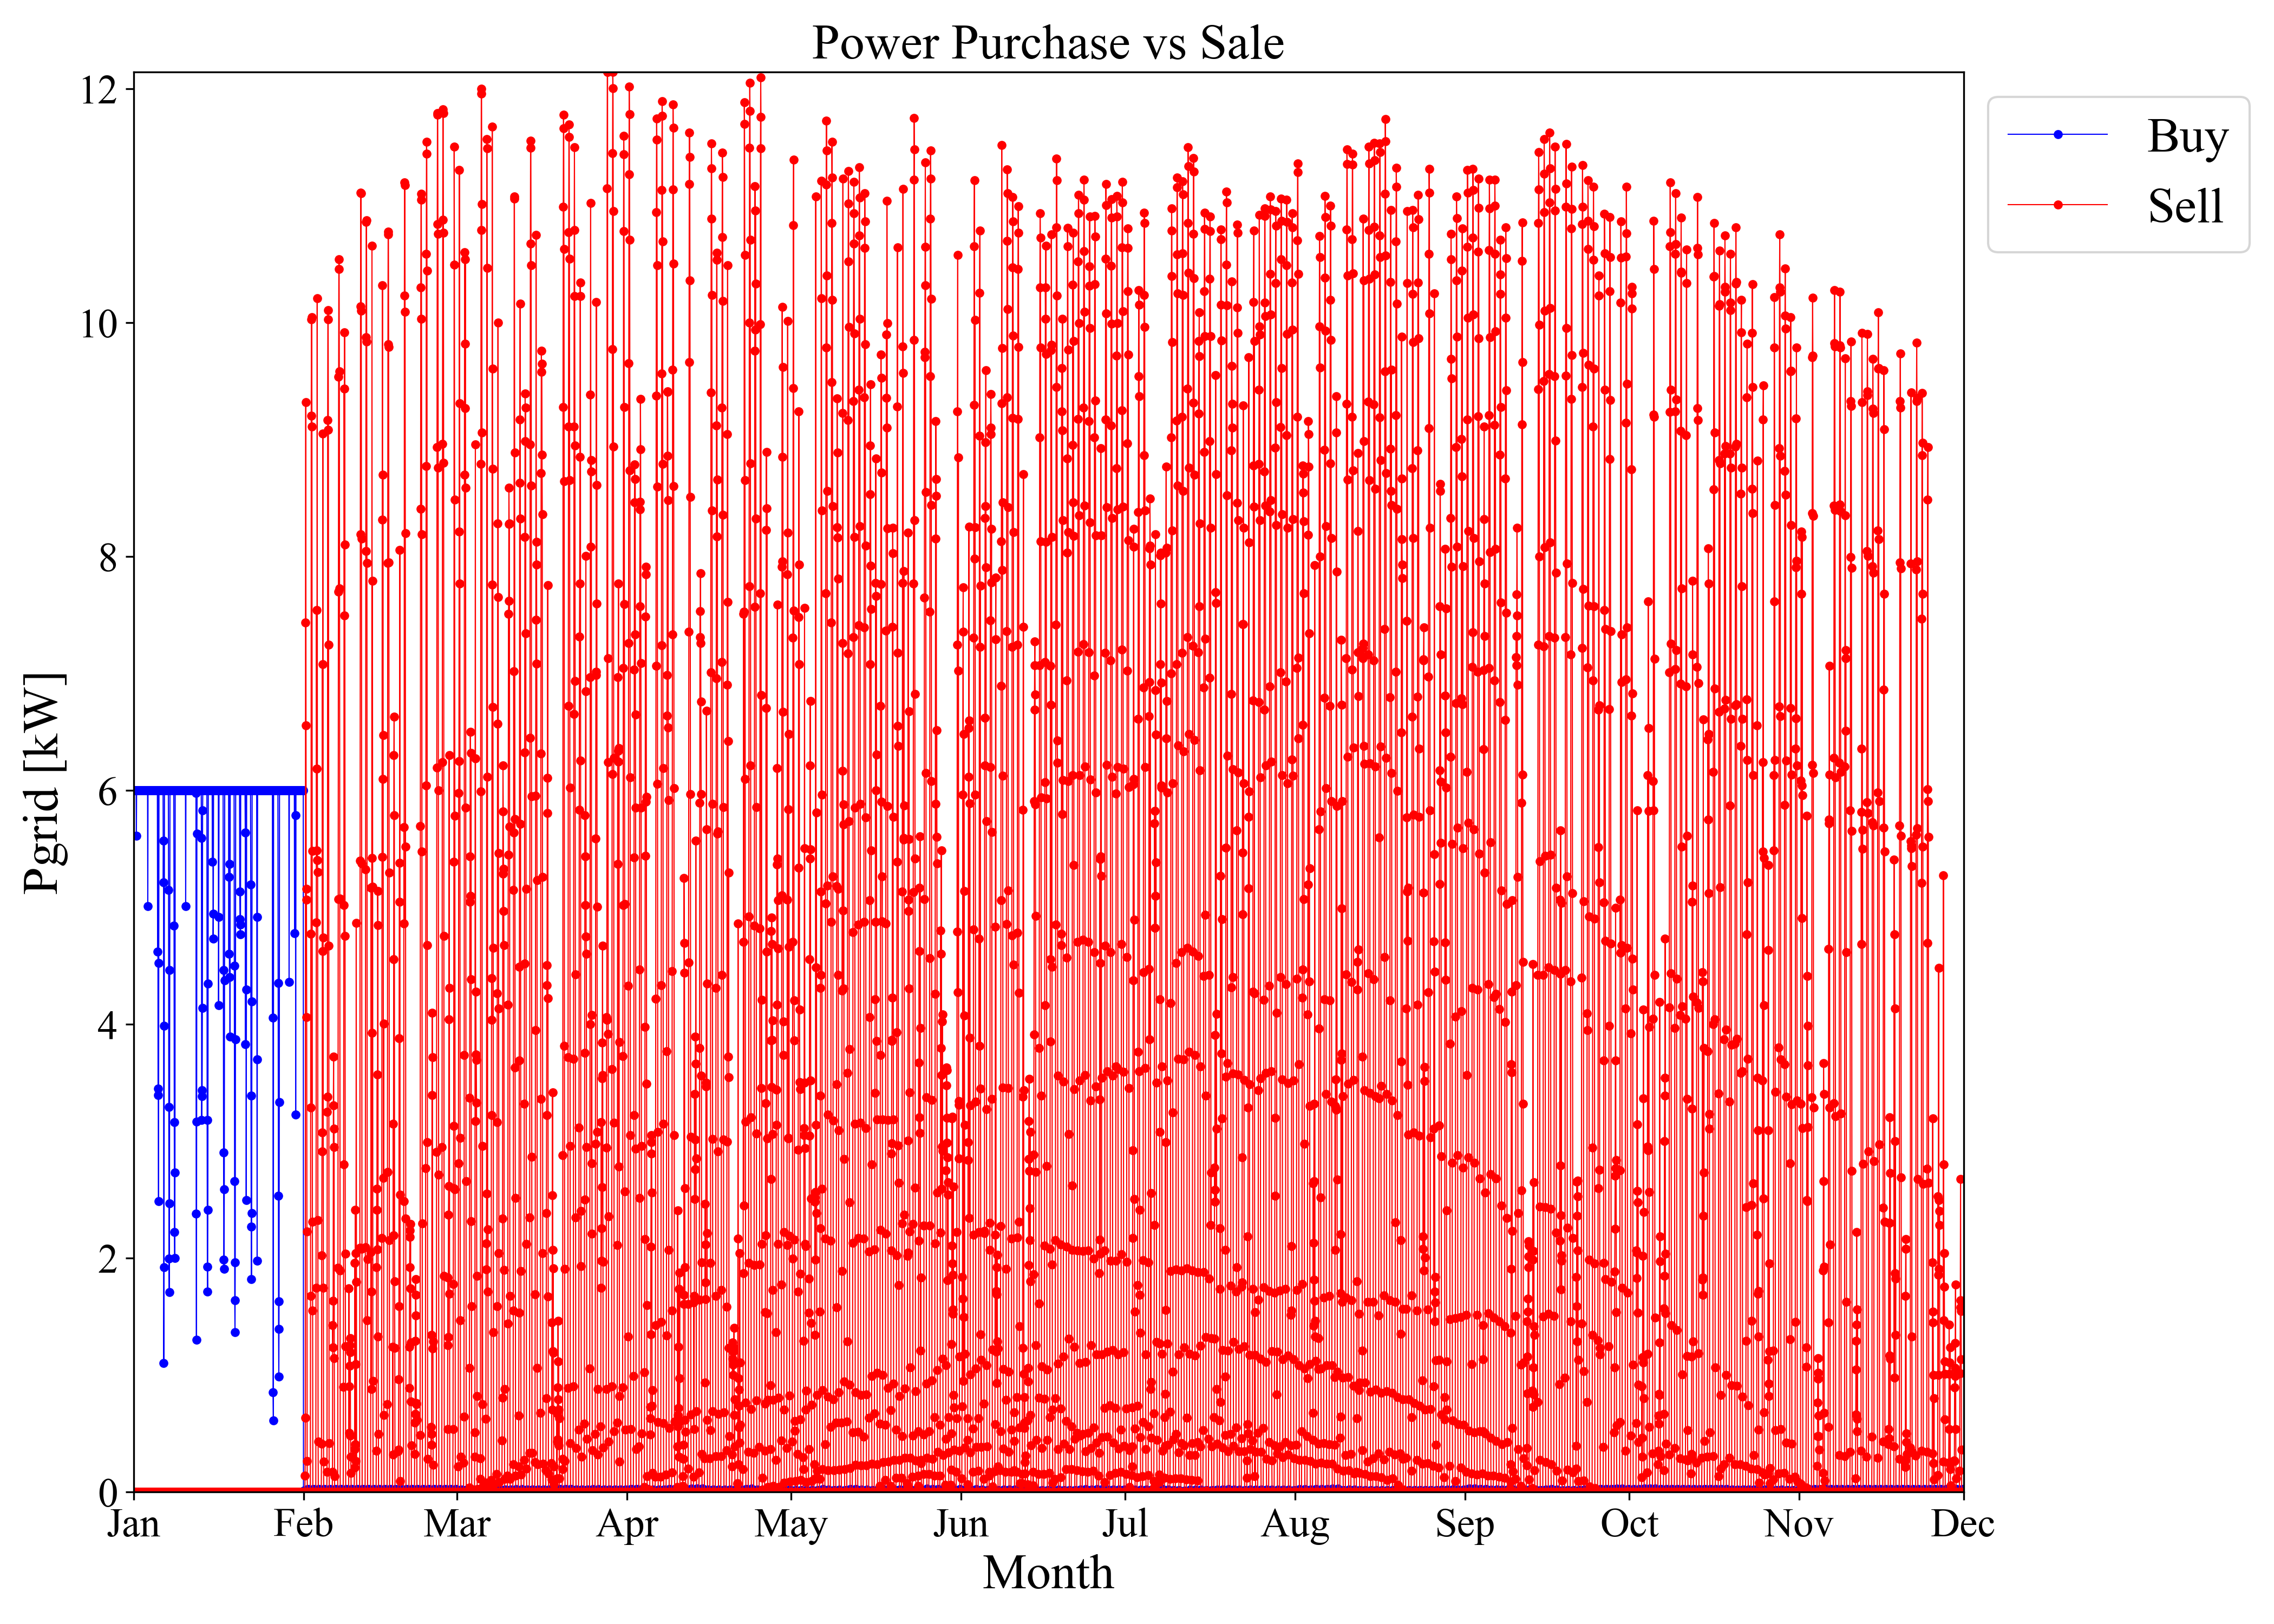 Power Purchase vs Sale
Buy
Sell
Pgrid [kW]
12
10
8
6
4
2
0
Jan Feb Mar Apr May Jun Jul Aug Sep Oct Nov Dec
Month